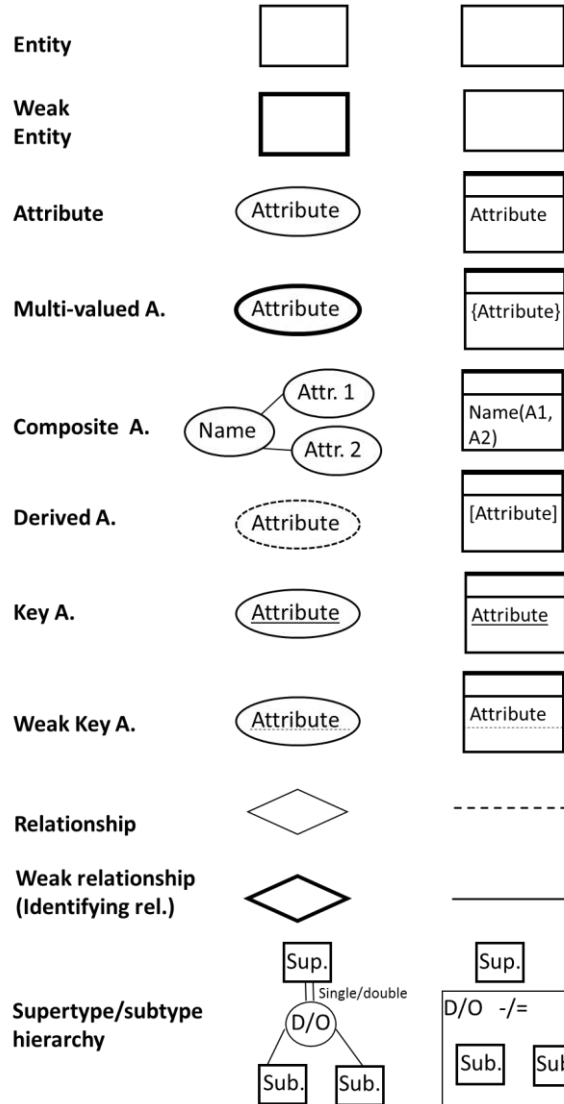 Entity
Weak
Entity
Attribute
Attribute
Attribute
Multi-valued A.
Attribute
{Attribute}
Composite A.
Name
Attr. 1
Attr. 2
Name(A1,
A2)
Derived A.
Attribute
[Attribute]
Key A.
Attribute
Attribute
Weak Key A.
Attribute
Attribute
Relationship
Weak relationship
(Identifying rel.)
Supertype/subtype
hierarchy
Sup.
Single/double
D/O
Sub.
Sub.
Sup.
D/O -/=
Sub.
Sub